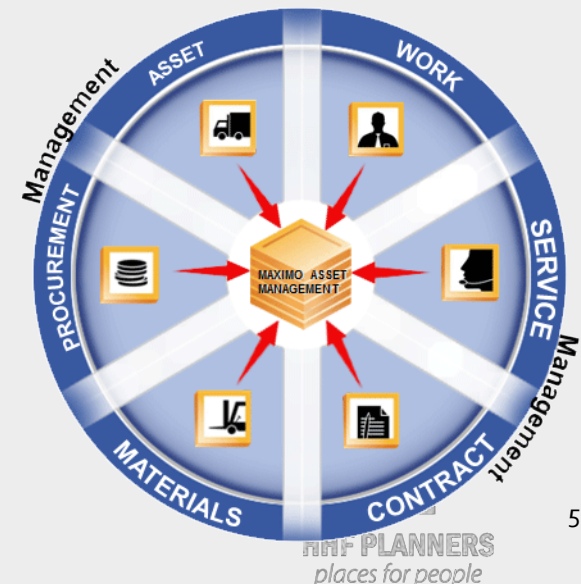 Management
ASSET
WORK
PROCUREMENT
SERVICE
MAXIMO ASSET
MANAGEMENT
Management
MATERIALS
CONTRACT
5
HHF PLANNERS
places for people